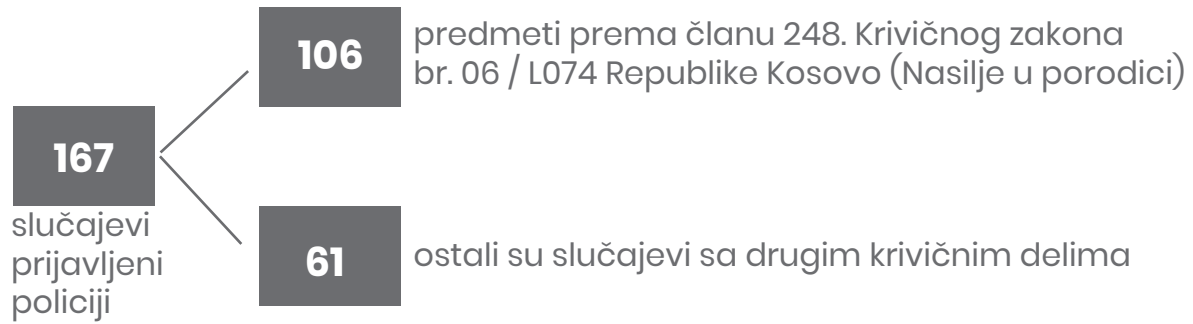 167
slučajevi
prijavljeni
policiji
106
predmeti prema članu 248. Krivičnog zakona
br. 06 / L074 Republike Kosovo (Nasilje u porodici)
61
ostali su slučajevi sa drugim krivičnim delima